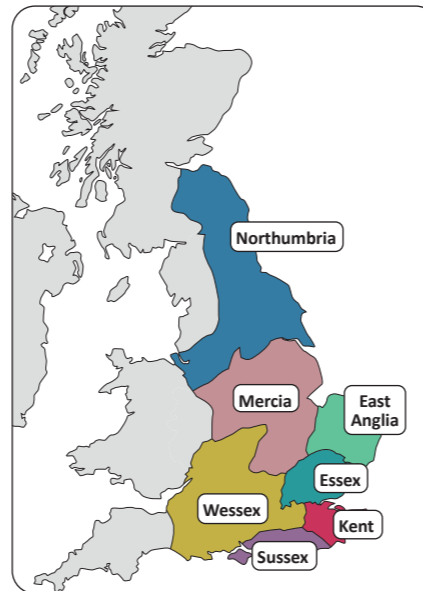 Northumbria
Mercia
East
Anglia
Essex
Wessex
Kent
Sussex